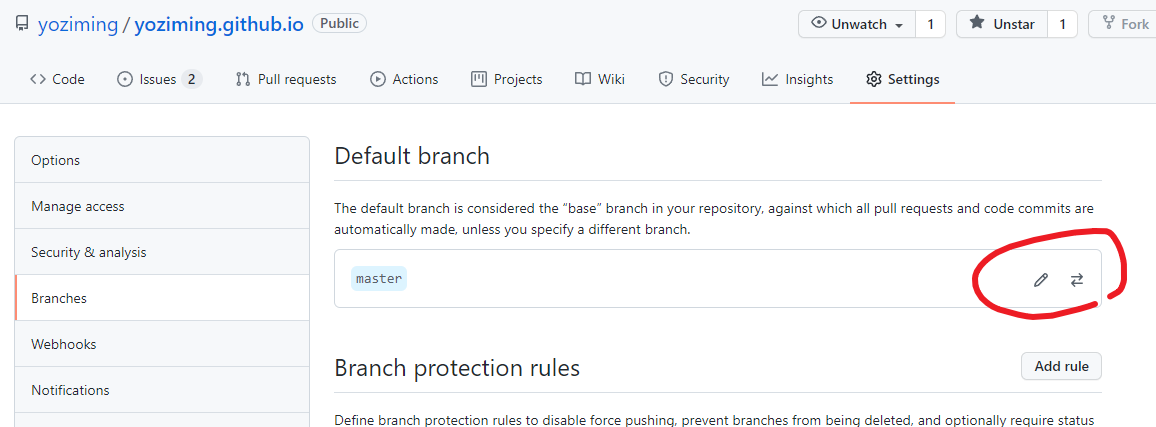 yoziming / yoziming.github.io Public Unwatch 1 Unstar 1 Fork
Code Issues 2 Pull requests Actions Projects Wiki Security Insights Settings
Options
Manage access
Security & analysis
Branches
Webhooks
Notifications
Default branch
The default branch is considered the “base” branch in your repository, against which all pull requests and code commits are
automatically made, unless you specify a different branch.
master
Branch protection rules Add rule
Define branch protection rules to disable force pushing, prevent branches from being deleted, and optionally require status